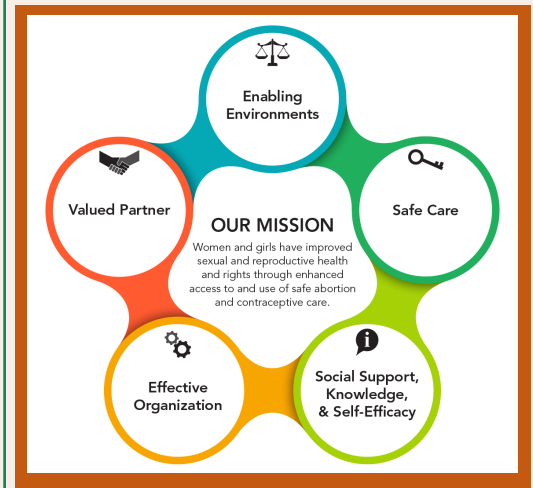 Enabling
Environments
Valued Partner
Safe Care
OUR MISSION
Women and girls have improved
sexual and reproductive health
and rights through enhanced
access to and use of safe abortion
and contraceptive care.
Effective
Organization
Social Support,
Knowledge,
& Self-Efficacy